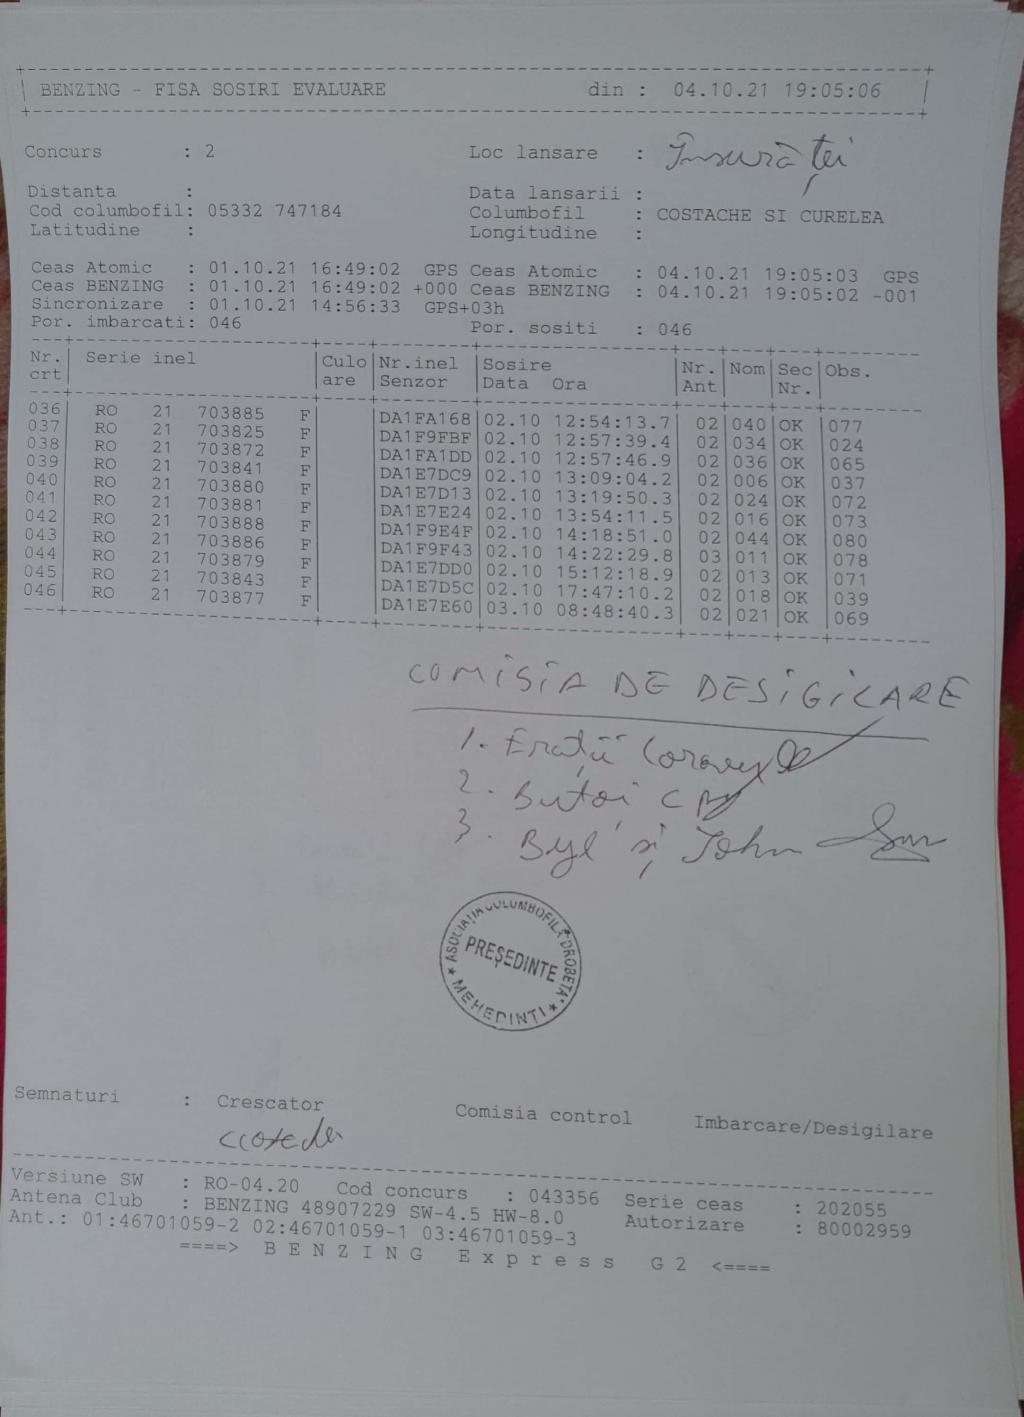 BENZING - FISA SOSIRI EVALUARE din : 04.10.21 19:05:06
Concurs : 2 Loc lansare : Însurăței
Distanta : Data lansarii :
Cod columbofil: 05332 747184 Columbofil : COSTACHE SI CURELEA
Latitudine : Longitudine :
Ceas Atomic : 01.10.21 16:49:02 GPS Ceas Atomic : 04.10.21 19:05:03 GPS
Ceas BENZING : 01.10.21 16:49:02 +000 Ceas BENZING : 04.10.21 19:05:02 -001
Sincronizare : 01.10.21 14:56:33 GPS+03h
Por. imbarcati: 046 Por. sositi : 046
Nr. Serie inel Culo Nr.inel Sosire Nr. Nom Sec Obs.
crt are Senzor Data Ora Ant Nr.
036 RO 21 703885 F DA1FA168 02.10 12:54:13.7 02 040 OK 077
037 RO 21 703825 F DA1F9FBF 02.10 12:57:39.4 02 034 OK 024
038 RO 21 703872 F DA1FA1DD 02.10 12:57:46.9 02 036 OK 065
039 RO 21 703841 F DA1E7DC9 02.10 13:09:04.2 02 006 OK 037
040 RO 21 703880 F DA1E7D13 02.10 13:19:50.3 02 024 OK 072
041 RO 21 703881 F DA1E7E24 02.10 13:54:11.5 02 016 OK 073
042 RO 21 703888 F DA1F9E4F 02.10 14:18:51.0 02 044 OK 080
043 RO 21 703886 F DA1F9F43 02.10 14:22:29.8 03 011 OK 078
044 RO 21 703879 F DA1E7DD0 02.10 15:12:18.9 02 013 OK 071
045 RO 21 703843 F DA1E7D5C 02.10 17:47:10.2 02 018 OK 039
046 RO 21 703877 F DA1E7E60 03.10 08:48:40.3 02 021 OK 069
COMISIA DE DESIGILARE
1.
2. Butoi
3. Byl si John
ASOCIAȚIA COLUMBOFILĂ DROBETA
PREȘEDINTE
* MEHEDINTI *
Semnaturi : Crescator Comisia control Imbarcare/Desigilare
Versiune SW : RO-04.20 Cod concurs : 043356 Serie ceas : 202055
Antena Club : BENZING 48907229 SW-4.5 HW-8.0 Autorizare : 80002959
Ant.: 01:46701059-2 02:46701059-1 03:46701059-3
====> B E N Z I N G E x p r e s s G 2 <====